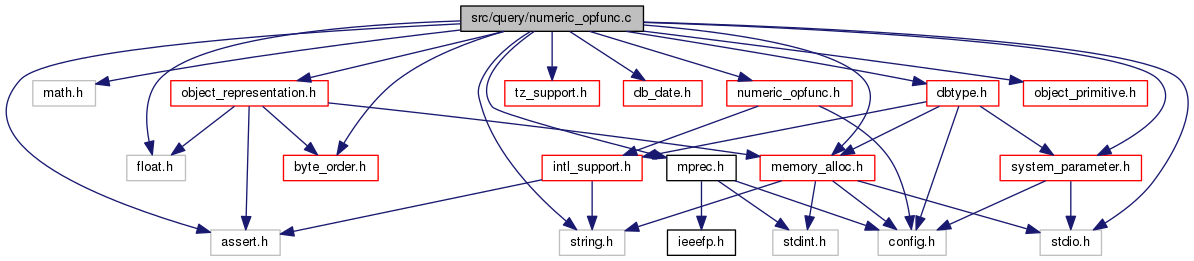 src/query/numeric_opfunc.c
math.h
object_representation.h
tz_support.h
db_date.h
numeric_opfunc.h
dbtype.h
object_primitive.h
float.h
byte_order.h
intl_support.h
mprec.h
memory_alloc.h
system_parameter.h
assert.h
string.h
ieeefp.h
stdint.h
config.h
stdio.h